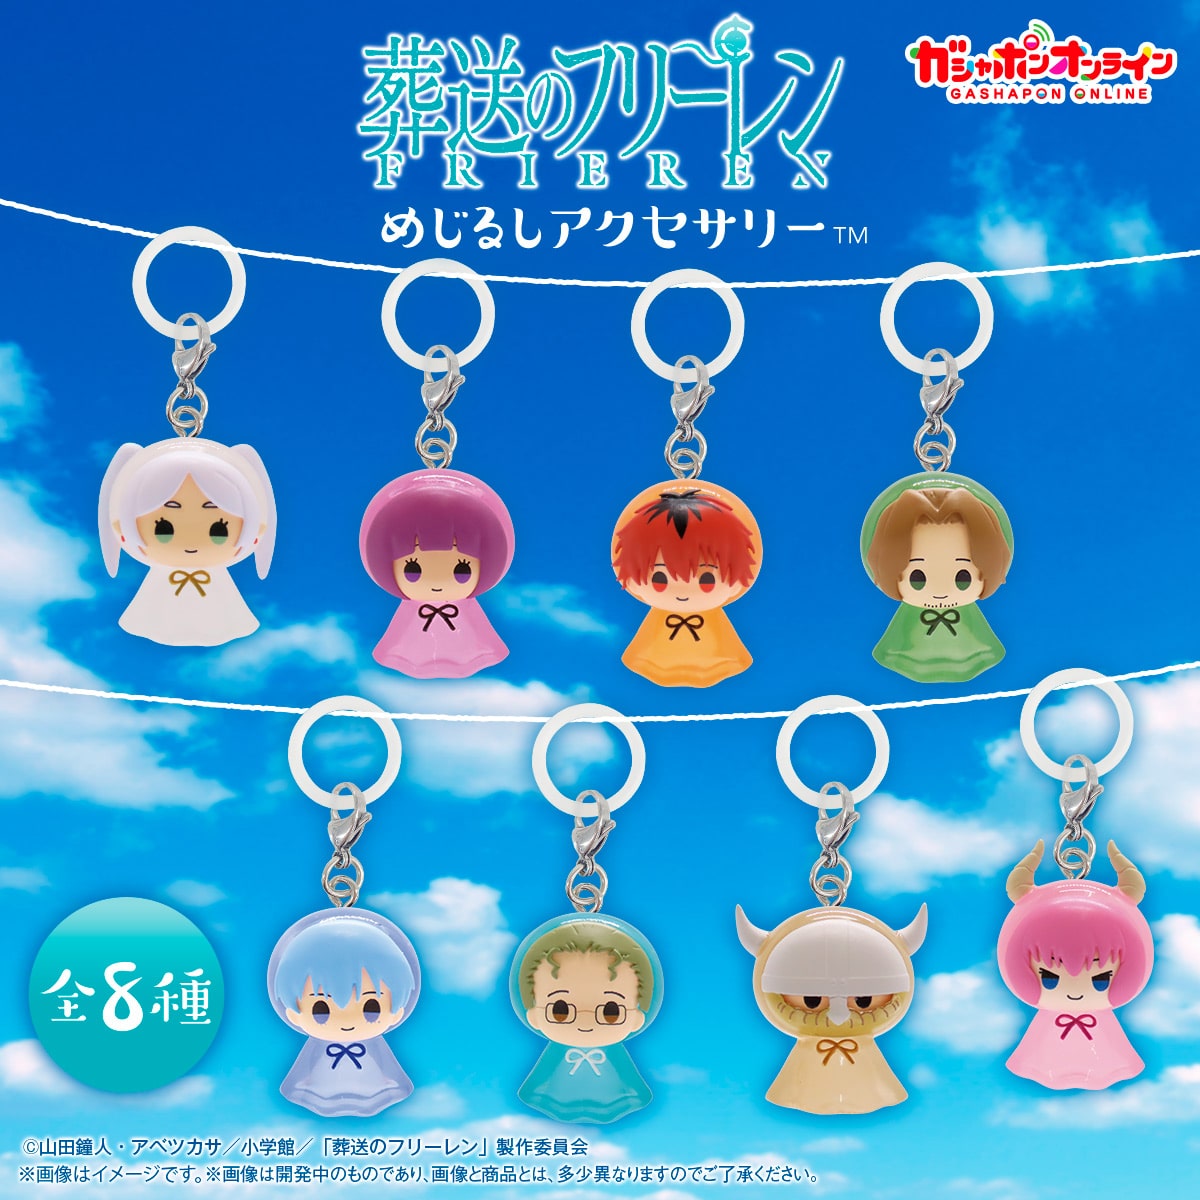 葬送のフリーレン
FRIEREN
めじるしアクセサリー™
ガシャポンオンライン
GASHAPON ONLINE
全8種
©山田鐘人・アベツカサ／小学館／「葬送のフリーレン」製作委員会
※画像はイメージです。※画像は開発中のものであり、画像と商品とは、多少異なりますのでご了承ください。